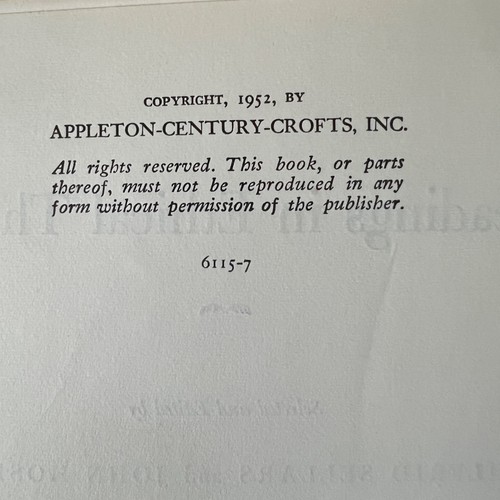 COPYRIGHT, 1952, BY
APPLETON-CENTURY-CROFTS, INC.
All rights reserved. This book, or parts
thereof, must not be reproduced in any
form without permission of the publisher.
6115-7